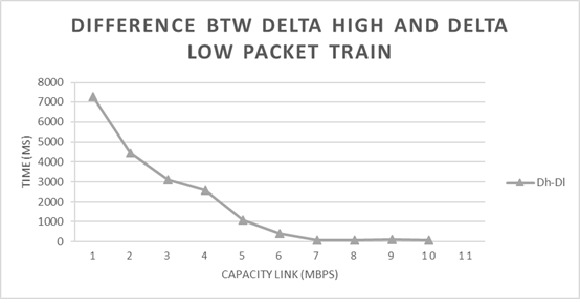 DIFFERENCE BTW DELTA HIGH AND DELTA
LOW PACKET TRAIN
8000
7000
6000
5000
4000
3000
2000
1000
0
TIME (MS)
1 2 3 4 5 6 7 8 9 10 11
CAPACITY LINK (MBPS)
Dh-Dl